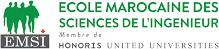 EMSI
ECOLE MAROCAINE DES
SCIENCES DE L'INGENIEUR
Membre de
HONORIS UNITED UNIVERSITIES